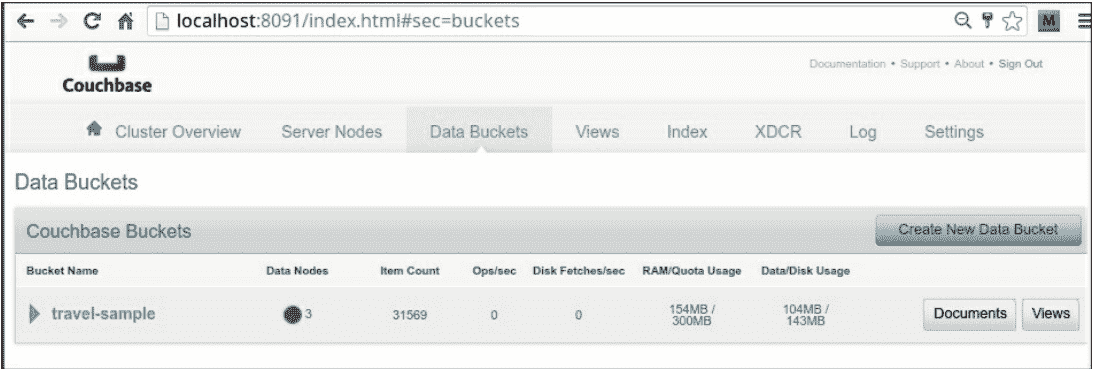 localhost:8091/index.html#sec=buckets
M
Documentation • Support • About • Sign Out
Couchbase
Cluster Overview Server Nodes Data Buckets Views Index XDCR Log Settings
Data Buckets
Couchbase Buckets Create New Data Bucket
Bucket Name Data Nodes Item Count Ops/sec Disk Fetches/sec RAM/Quota Usage Data/Disk Usage
travel-sample 3 31569 0 0 154MB / 300MB 104MB / 143MB Documents Views